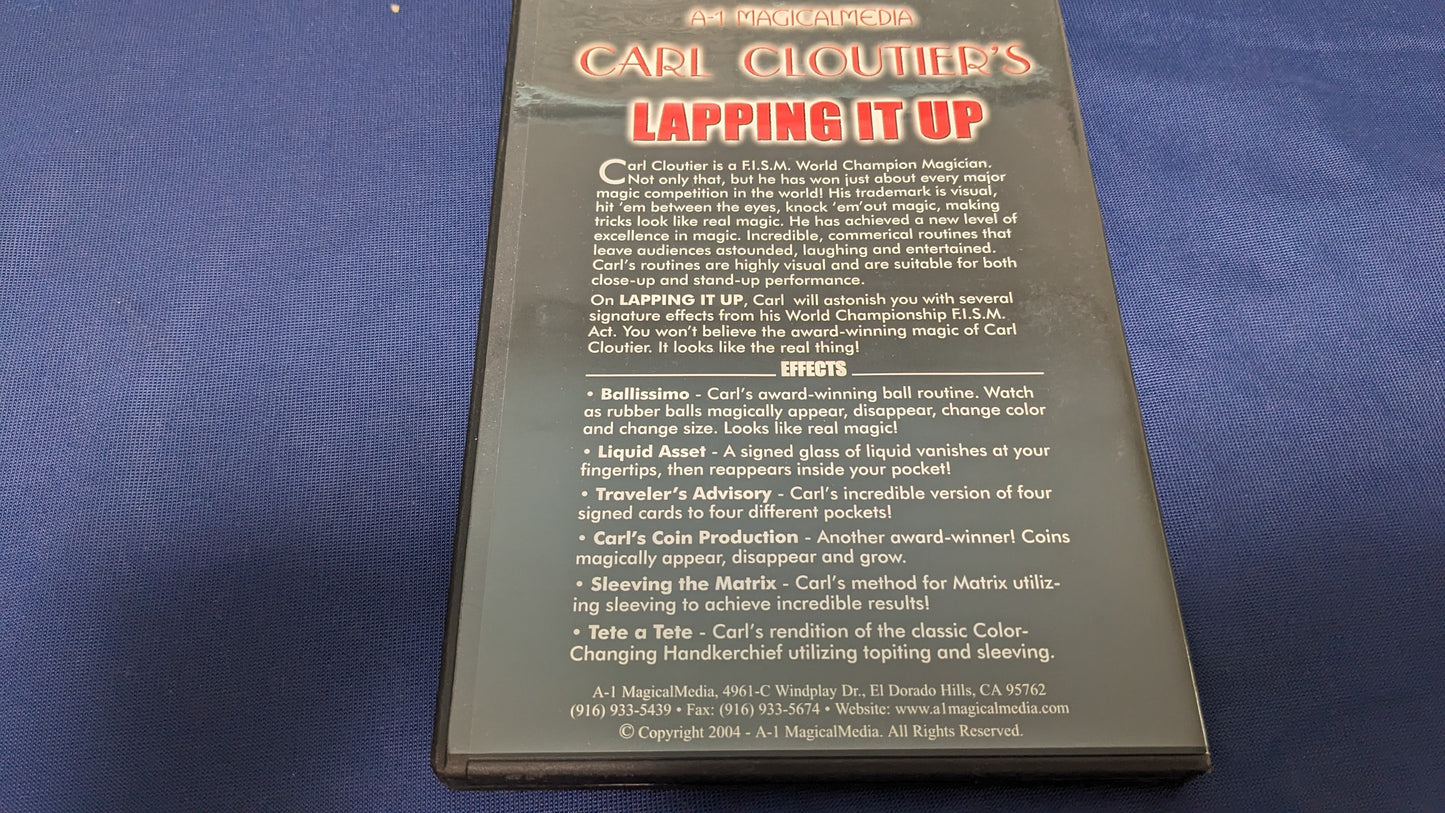 A-1 MAGICALMEDIA
CARL CLOUTIER'S
LAPPING IT UP
Carl Cloutier is a F.I.S.M. World Champion Magician.
Not only that, but he has won just about every major
magic competition in the world! His trademark is visual,
hit 'em between the eyes, knock 'em'out magic, making
tricks look like real magic. He has achieved a new level of
excellence in magic. Incredible, commerical routines that
leave audiences astounded, laughing and entertained.
Carl's routines are highly visual and are suitable for both
close-up and stand-up performance.
On LAPPING IT UP, Carl will astonish you with several
signature effects from his World Championship F.I.S.M.
Act. You won't believe the award-winning magic of Carl
Cloutier. It looks like the real thing!
EFFECTS
• Ballissimo - Carl's award-winning ball routine. Watch
as rubber balls magically appear, disappear, change color
and change size. Looks like real magic!
• Liquid Asset - A signed glass of liquid vanishes at your
fingertips, then reappears inside your pocket!
• Traveler's Advisory - Carl's incredible version of four
signed cards to four different pockets!
• Carl's Coin Production - Another award-winner! Coins
magically appear, disappear and grow.
• Sleeving the Matrix - Carl's method for Matrix utiliz-
ing sleeving to achieve incredible results!
• Tete a Tete - Carl's rendition of the classic Color-
Changing Handkerchief utilizing topiting and sleeving.
A-1 MagicalMedia, 4961-C Windplay Dr., El Dorado Hills, CA 95762
(916) 933-5439 • Fax: (916) 933-5674 • Website: www.a1magicalmedia.com
© Copyright 2004 - A-1 MagicalMedia. All Rights Reserved.